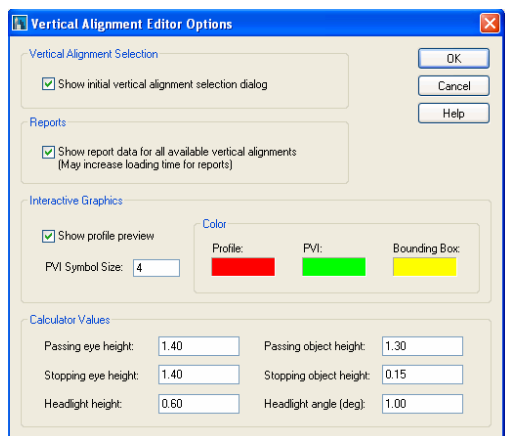 Vertical Alignment Editor Options
Vertical Alignment Selection
Show initial vertical alignment selection dialog
OK
Cancel
Help
Reports
Show report data for all available vertical alignments
(May increase loading time for reports)
Interactive Graphics
Show profile preview
PVI Symbol Size: 4
Color
Profile: PVI: Bounding Box:
Calculator Values
Passing eye height: 1.40 Passing object height: 1.30
Stopping eye height: 1.40 Stopping object height: 0.15
Headlight height: 0.60 Headlight angle (deg): 1.00